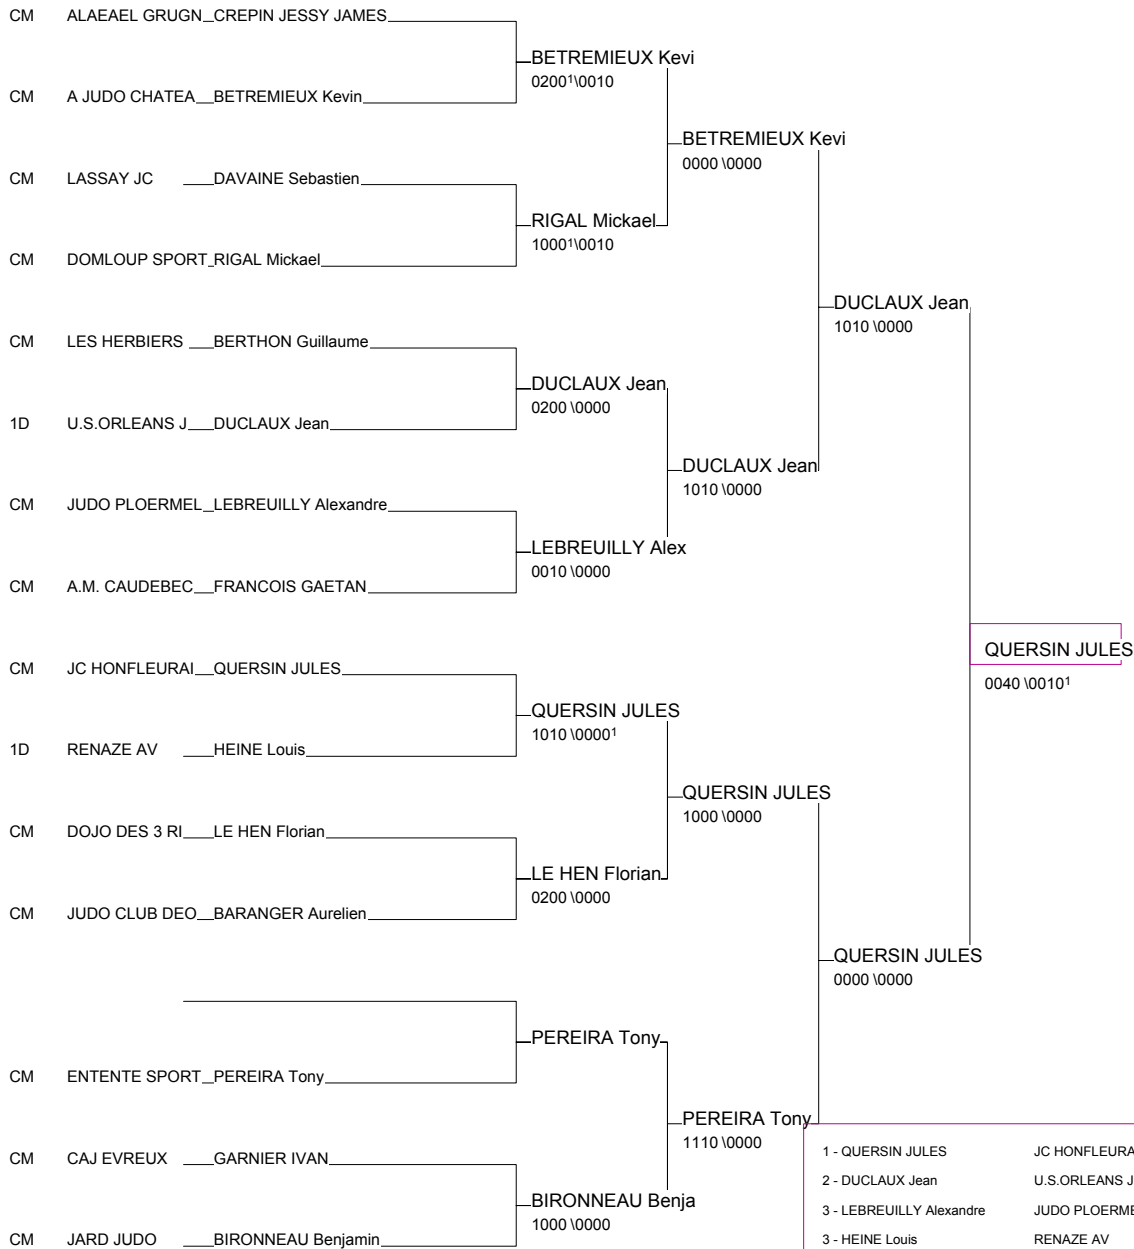 CM ALAEAEL GRUGN CREPIN JESSY JAMES
BETREMIEUX Kevi
0200¹\0010
CM A JUDO CHATEA BETREMIEUX Kevin
BETREMIEUX Kevi
0000 \0000
CM LASSAY JC DAVAINE Sebastien
RIGAL Mickael
1000¹\0010
CM DOMLOUP SPORT RIGAL Mickael
DUCLAUX Jean
1010 \0000
CM LES HERBIERS BERTHON Guillaume
DUCLAUX Jean
0200 \0000
1D U.S.ORLEANS J DUCLAUX Jean
DUCLAUX Jean
1010 \0000
CM JUDO PLOERMEL LEBREUILLY Alexandre
LEBREUILLY Alex
0010 \0000
CM A.M. CAUDEBEC FRANCOIS GAETAN
QUERSIN JULES
0040 \0010¹
CM JC HONFLEURAI QUERSIN JULES
QUERSIN JULES
1010 \0000¹
1D RENAZE AV HEINE Louis
QUERSIN JULES
1000 \0000
CM DOJO DES 3 RI LE HEN Florian
LE HEN Florian
0200 \0000
CM JUDO CLUB DEO BARANGER Aurelien
QUERSIN JULES
0000 \0000
PEREIRA Tony
CM ENTENTE SPORT PEREIRA Tony
PEREIRA Tony
1110 \0000
CM CAJ EVREUX GARNIER IVAN
BIRONNEAU Benja
1000 \0000
CM JARD JUDO BIRONNEAU Benjamin
1 - QUERSIN JULES JC HONFLEURA
2 - DUCLAUX Jean U.S.ORLEANS J
3 - LEBREUILLY Alexandre JUDO PLOERME
3 - HEINE Louis RENAZE AV